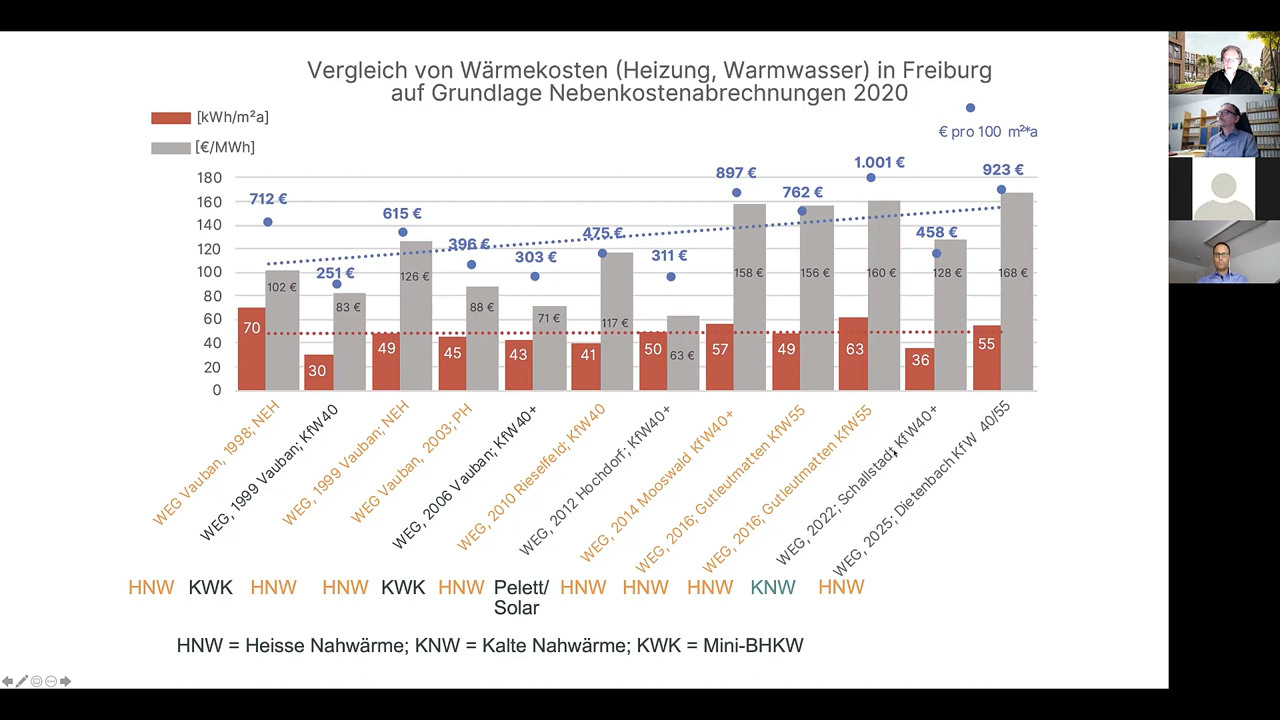 Vergleich von Wärmekosten (Heizung, Warmwasser) in Freiburg
auf Grundlage Nebenkostenabrechnungen 2020
[kWh/m²a]
[€/MWh]
€ pro 100 m²*a
180
160
140
120
100
80
60
40
20
0
712 €
251 €
615 €
396 €
303 €
475 €
311 €
897 €
762 €
1.001 €
458 €
923 €
102 €
83 €
126 €
88 €
71 €
117 €
63 €
158 €
156 €
160 €
128 €
168 €
70
30
49
45
43
41
50
57
49
63
36
55
WEG Vauban, 1998; NEH
WEG, 1999 Vauban; KfW40
WEG, 1999 Vauban; NEH
WEG Vauban, 2003; PH
WEG, 2006 Vauban; KfW40+
WEG, 2010 Rieselfeld; KfW40
WEG, 2012 Hochdorf; KfW40+
WEG, 2014 Mooswald KfW40+
WEG, 2016; Gutleutmatten KfW55
WEG, 2016; Gutleutmatten KfW55
WEG, 2022; Schallstadt KfW40+
WEG, 2025; Dietenbach KfW 40/55
HNW KWK HNW HNW KWK HNW Pelett/ HNW HNW HNW KNW HNW
Solar
HNW = Heisse Nahwärme; KNW = Kalte Nahwärme; KWK = Mini-BHKW